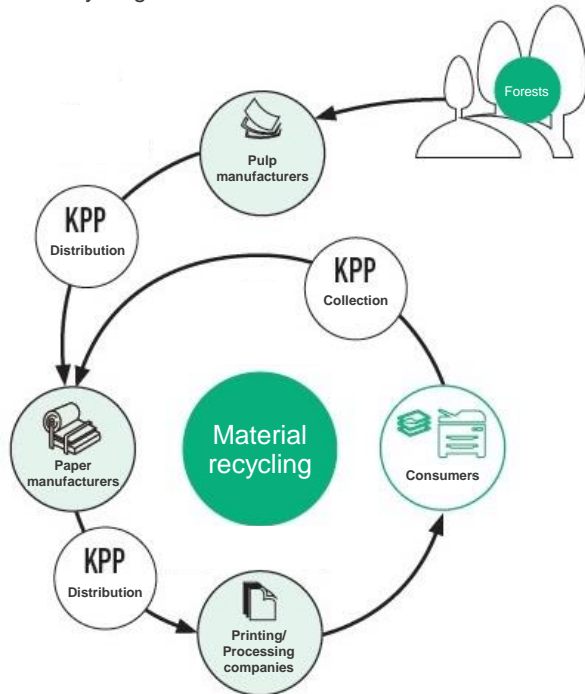 Forests
Pulp
manufacturers
KPP
Distribution
KPP
Collection
Material
recycling
Paper
manufacturers
Consumers
KPP
Distribution
Printing/
Processing
companies